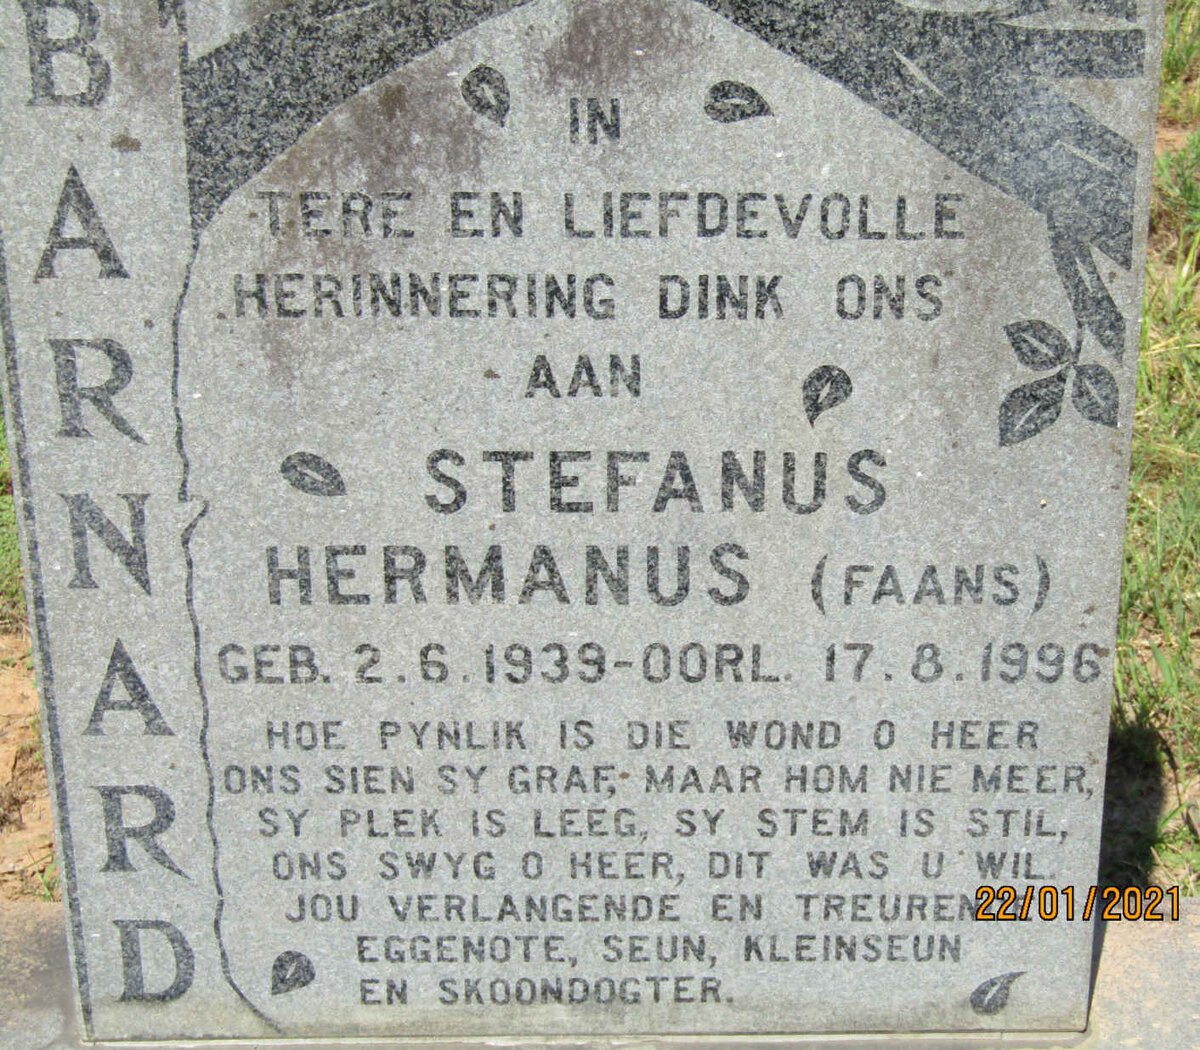 BARNARD
IN
TERE EN LIEFDEVOLLE
HERINNERING DINK ONS
AAN
STEFANUS
HERMANUS (FAANS)
GEB. 2.6.1939-OORL. 17.8.1996
HOE PYNLIK IS DIE WOND O HEER
ONS SIEN SY GRAF, MAAR HOM NIE MEER,
SY PLEK IS LEEG, SY STEM IS STIL,
ONS SWYG O HEER, DIT WAS U WIL.
JOU VERLANGENDE EN
EGGENOTE, SEUN, KLEINSEUN
EN SKOONDOGTER.
22/01/2021